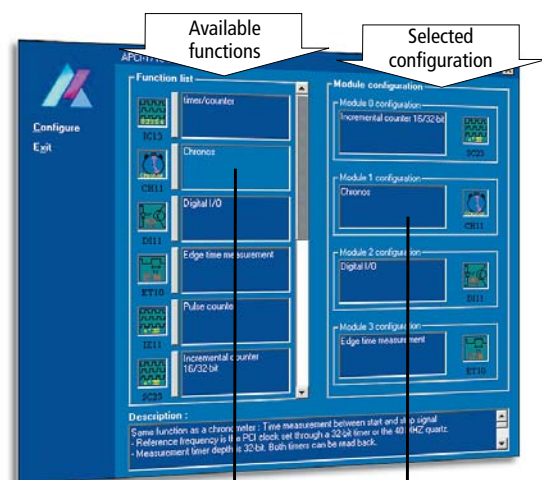 Available
functions
Selected
configuration
Function list
Module configuration
Configure
Exit
timer/counter
Chronos
CH11
Digital I/O
DI11
Edge time measurement
ET10
Pulse counter
Incremental counter
16/32-bit
SC23
Module 0 configuration
Incremental counter 16/32-bit
SC23
Module 1 configuration
Chronos
CH11
Module 2 configuration
Digital I/O
DI11
Module 3 configuration
Edge time measurement
ET10
Description :
Same function as a chronometer : Time measurement between start and stop signal
- Reference frequency is the PCI clock set through a 32-bit timer or the 40 MHZ quartz.
- Measurement timer depth is 32-bit. Both timers can be read back.